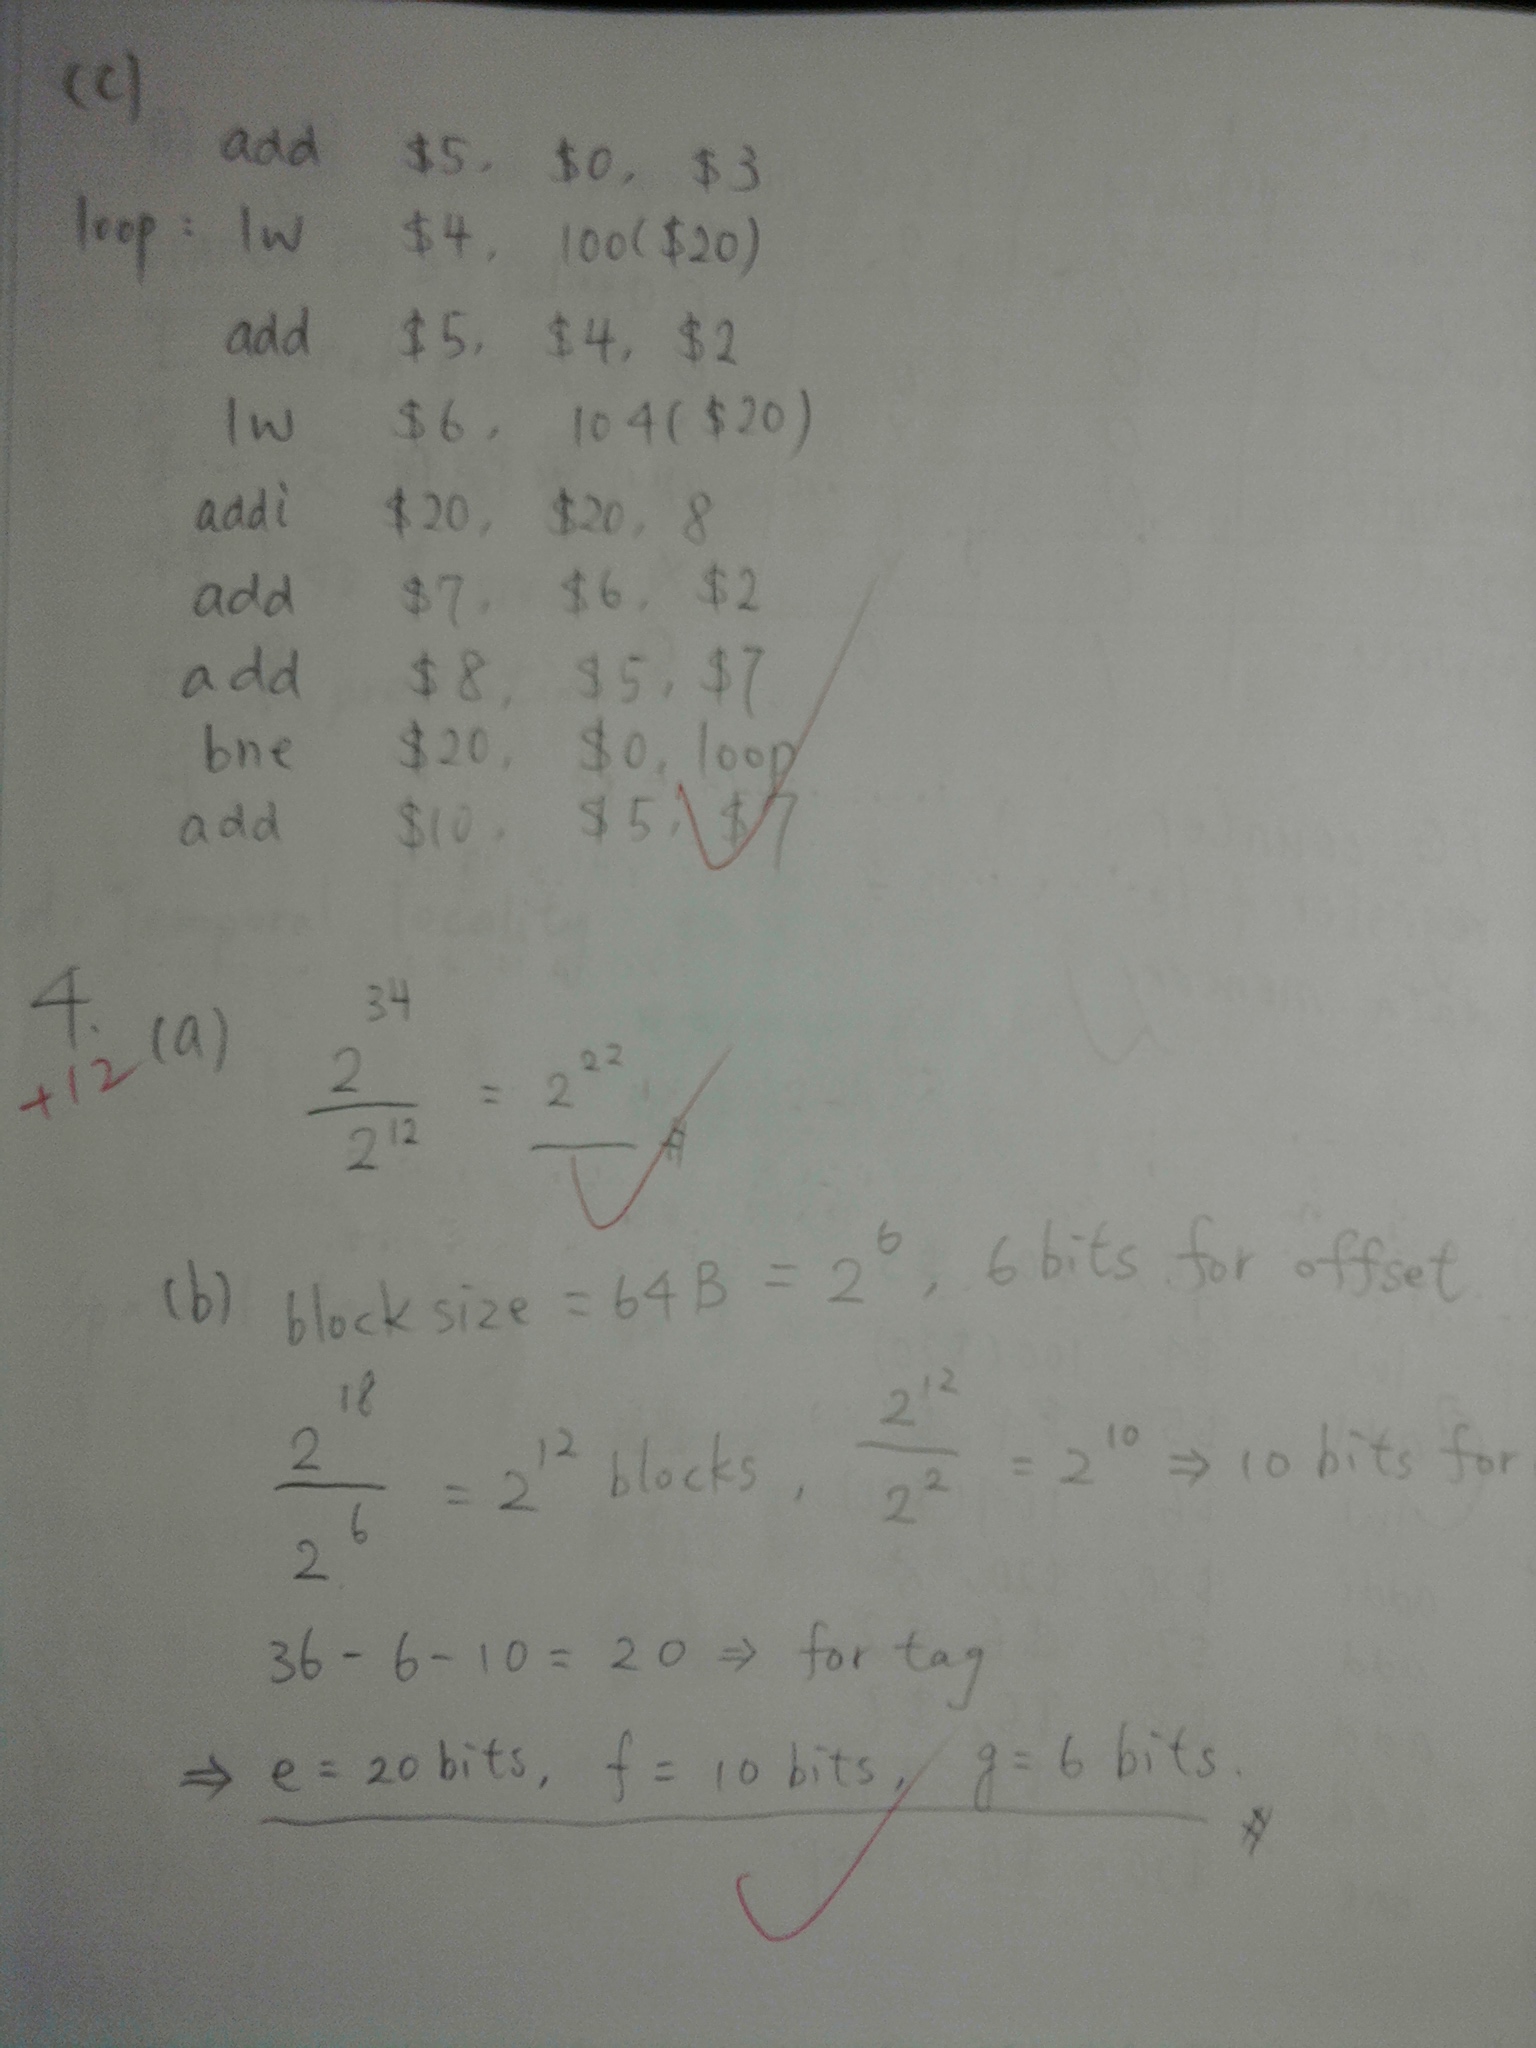 (c)
add $5, $0, $3
loop: lw $4, 100($20)
add $5, $4, $2
lw $6, 104($20)
addi $20, $20, 8
add $7, $6, $2
add $8, $5, $7
bne $20, $0, loop
add $10, $5, $7
4. (a) 2^34 / 2^12 = 2^22 #
+12
(b) block size = 64B = 2^6, 6 bits for offset
2^18 / 2^6 = 2^12 blocks, 2^12 / 2^2 = 2^10 ⇒ 10 bits for
36 - 6 - 10 = 20 ⇒ for tag
⇒ e = 20 bits, f = 10 bits, g = 6 bits. #